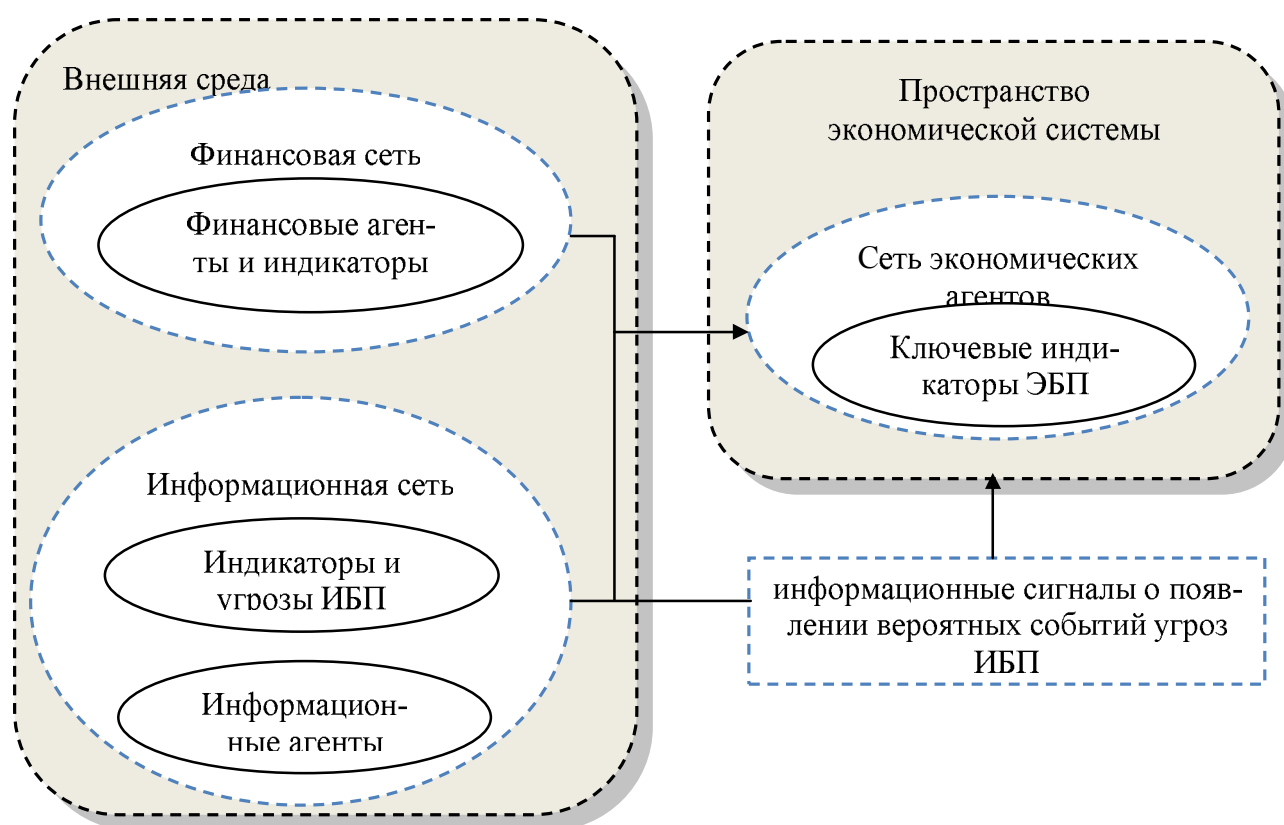 Внешняя среда
Финансовая сеть
Финансовые аген-
ты и индикаторы
Информационная сеть
Индикаторы и
угрозы ИБП
Информацион-
ные агенты
Пространство
экономической системы
Сеть экономических
агентов
Ключевые инди-
каторы ЭБП
информационные сигналы о появ-
лении вероятных событий угроз
ИБП